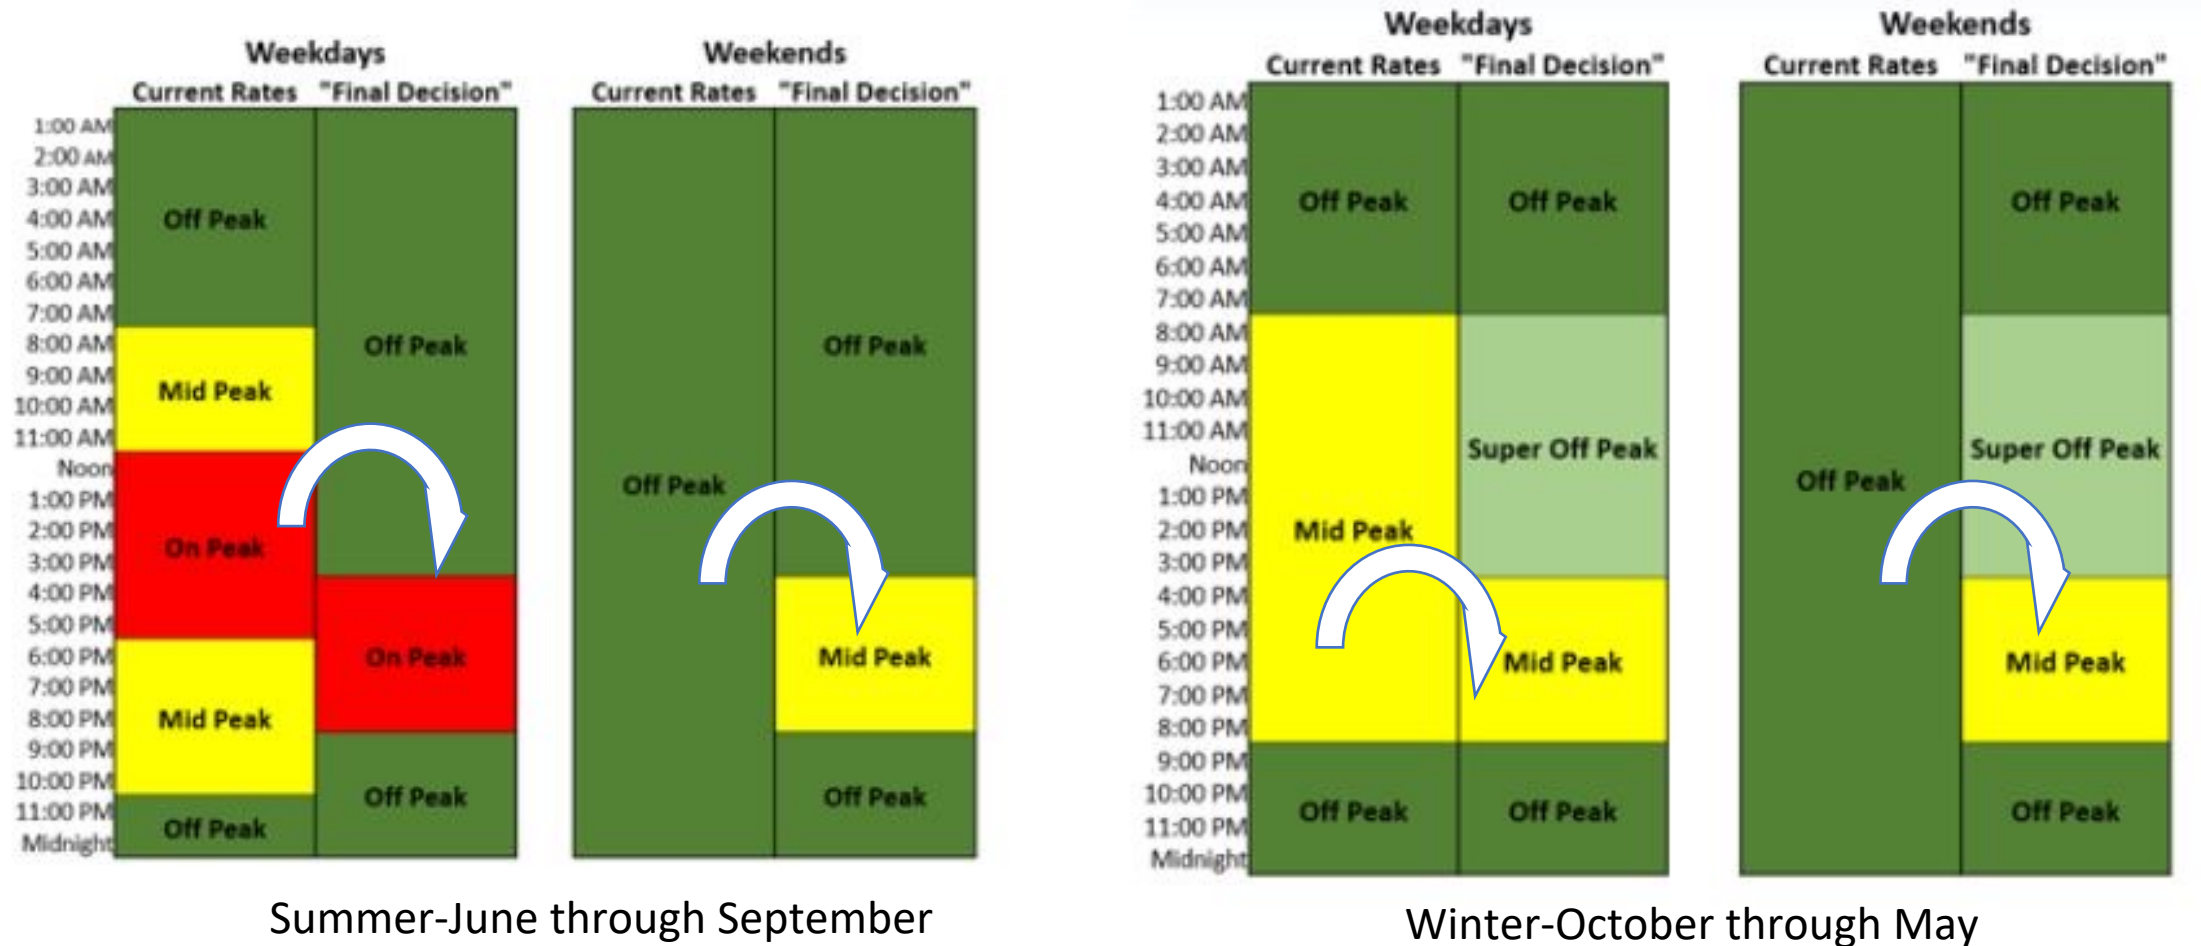 Weekdays
Current Rates "Final Decision"
1:00 AM
2:00 AM
3:00 AM
4:00 AM
5:00 AM
6:00 AM
7:00 AM
8:00 AM
9:00 AM
10:00 AM
11:00 AM
Noon
1:00 PM
2:00 PM
3:00 PM
4:00 PM
5:00 PM
6:00 PM
7:00 PM
8:00 PM
9:00 PM
10:00 PM
11:00 PM
Midnight
Off Peak
Mid Peak
On Peak
Mid Peak
Off Peak
Off Peak
On Peak
Off Peak
Weekends
Current Rates "Final Decision"
Off Peak
Off Peak
Mid Peak
Off Peak
Summer-June through September
Weekdays
Current Rates "Final Decision"
1:00 AM
2:00 AM
3:00 AM
4:00 AM
5:00 AM
6:00 AM
7:00 AM
8:00 AM
9:00 AM
10:00 AM
11:00 AM
Noon
1:00 PM
2:00 PM
3:00 PM
4:00 PM
5:00 PM
6:00 PM
7:00 PM
8:00 PM
9:00 PM
10:00 PM
11:00 PM
Midnight
Off Peak
Mid Peak
Off Peak
Off Peak
Super Off Peak
Mid Peak
Off Peak
Weekends
Current Rates "Final Decision"
Off Peak
Off Peak
Super Off Peak
Mid Peak
Off Peak
Winter-October through May